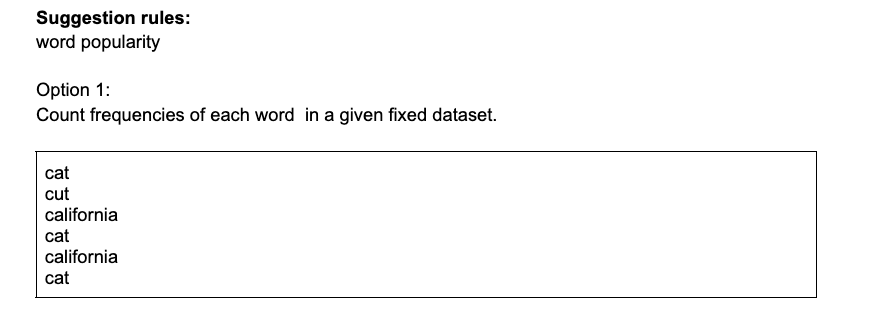 Suggestion rules:
word popularity
Option 1:
Count frequencies of each word  in a given fixed dataset.
cat
cut
california
cat
california
cat